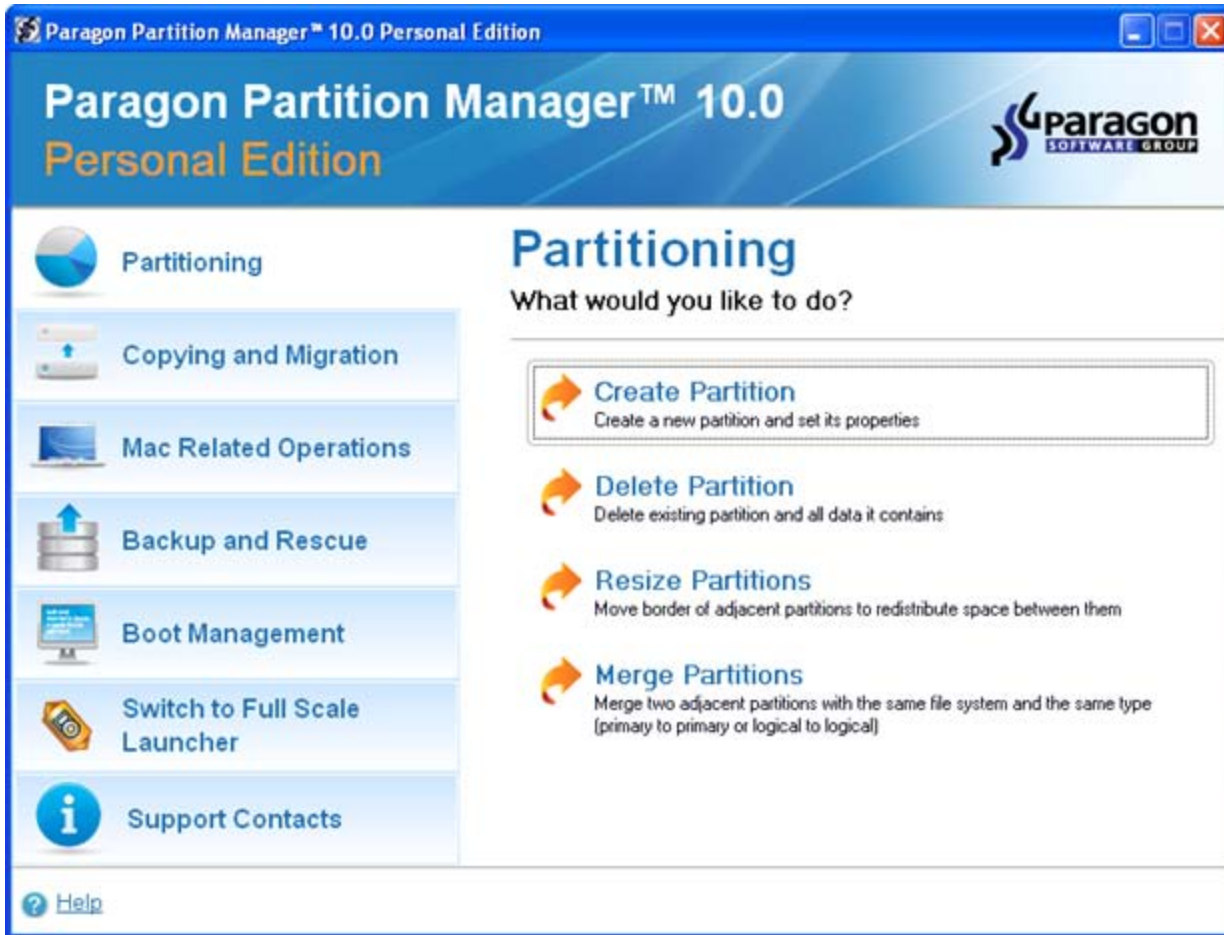 Paragon Partition Manager™ 10.0 Personal Edition
Paragon Partition Manager™ 10.0
Personal Edition
Paragon
SOFTWARE GROUP
Partitioning
Copying and Migration
Mac Related Operations
Backup and Rescue
Boot Management
Switch to Full Scale
Launcher
Support Contacts
Partitioning
What would you like to do?
Create Partition
Create a new partition and set its properties
Delete Partition
Delete existing partition and all data it contains
Resize Partitions
Move border of adjacent partitions to redistribute space between them
Merge Partitions
Merge two adjacent partitions with the same file system and the same type
(primary to primary or logical to logical)
Help